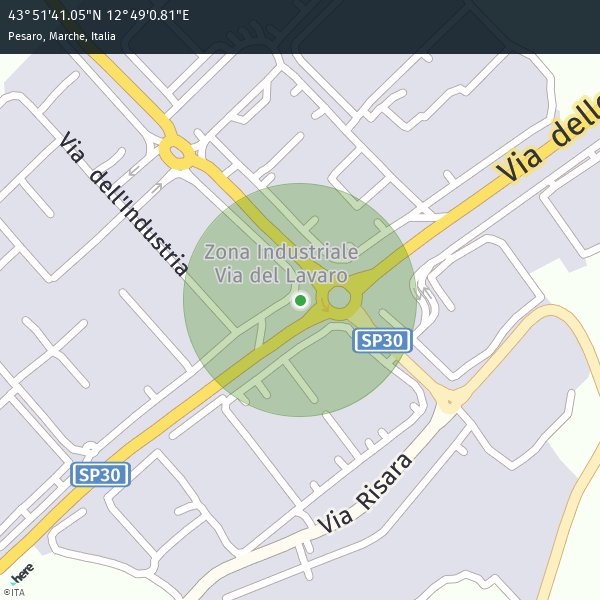 43°51'41.05"N 12°49'0.81"E
Pesaro, Marche, Italia
Via dell'Industria
Via
Zona Industriale
Via del Lavaro
SP30
SP30
Via Risara
here
©ITA